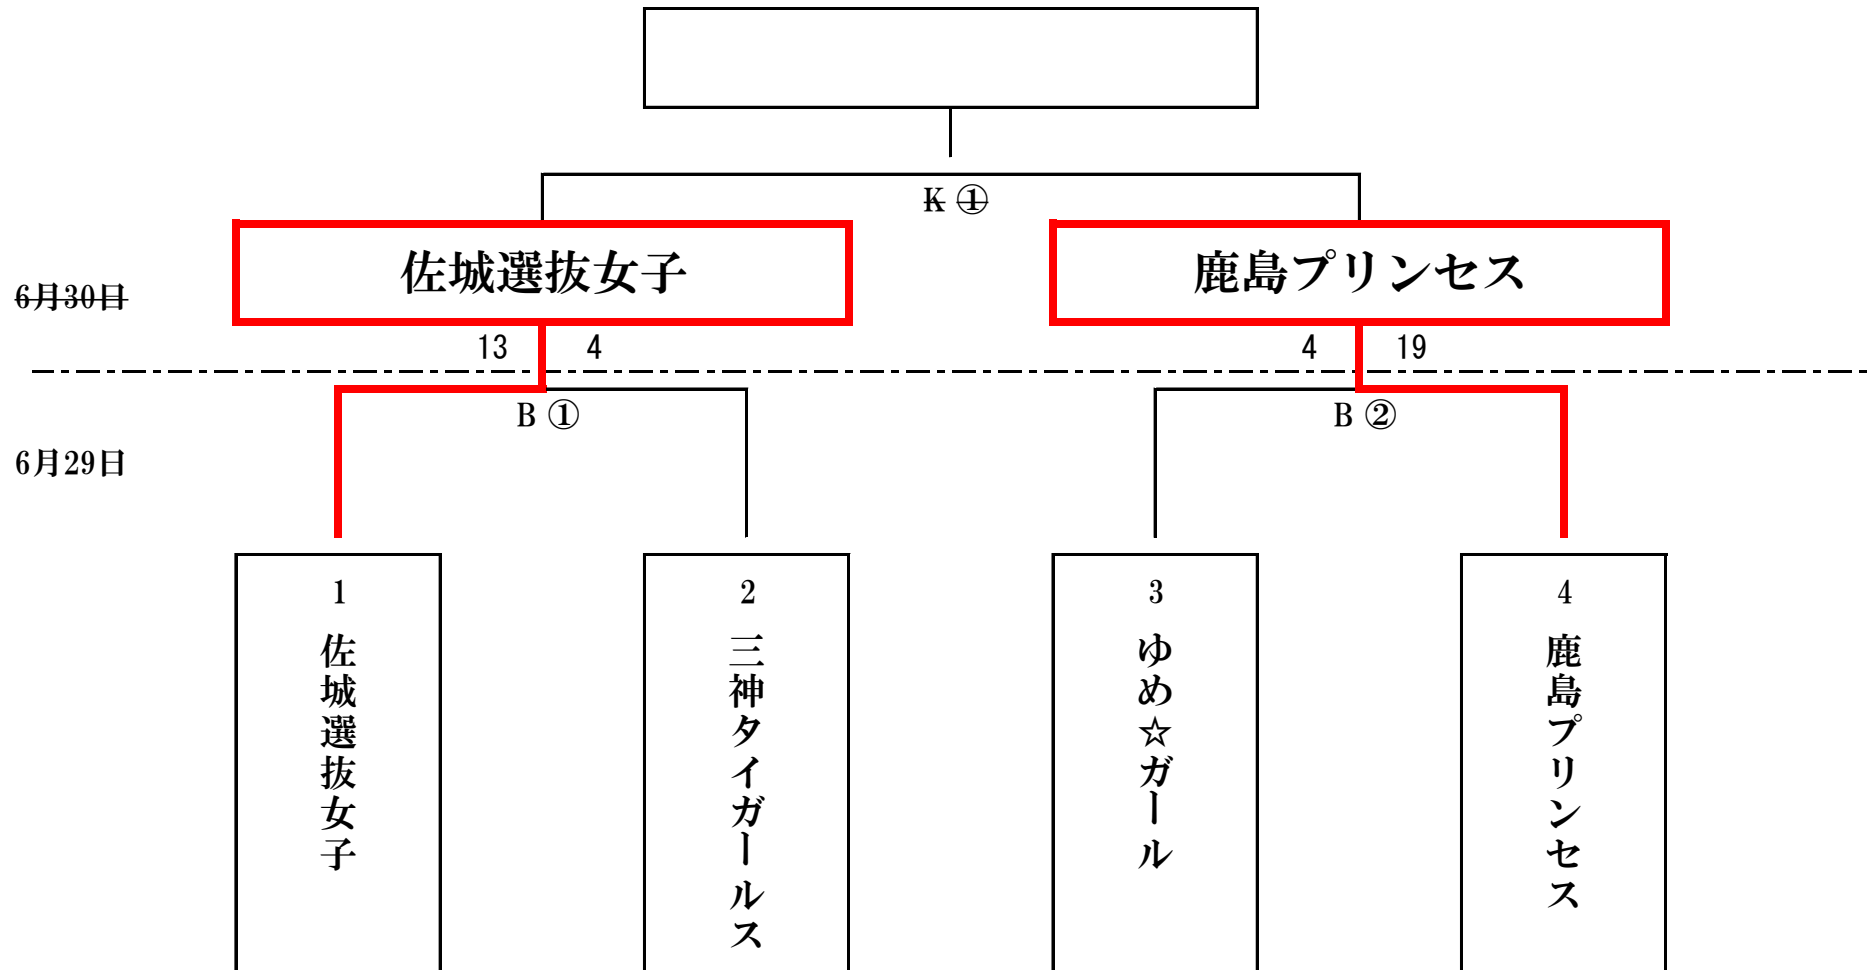 K ①
佐城選抜女子
鹿島プリンセス
6月30日
13 4
4 19
B ①
B ②
6月29日
1
佐城選抜女子
2
三神タイガールス
3
ゆめ☆ガール
4
鹿島プリンセス